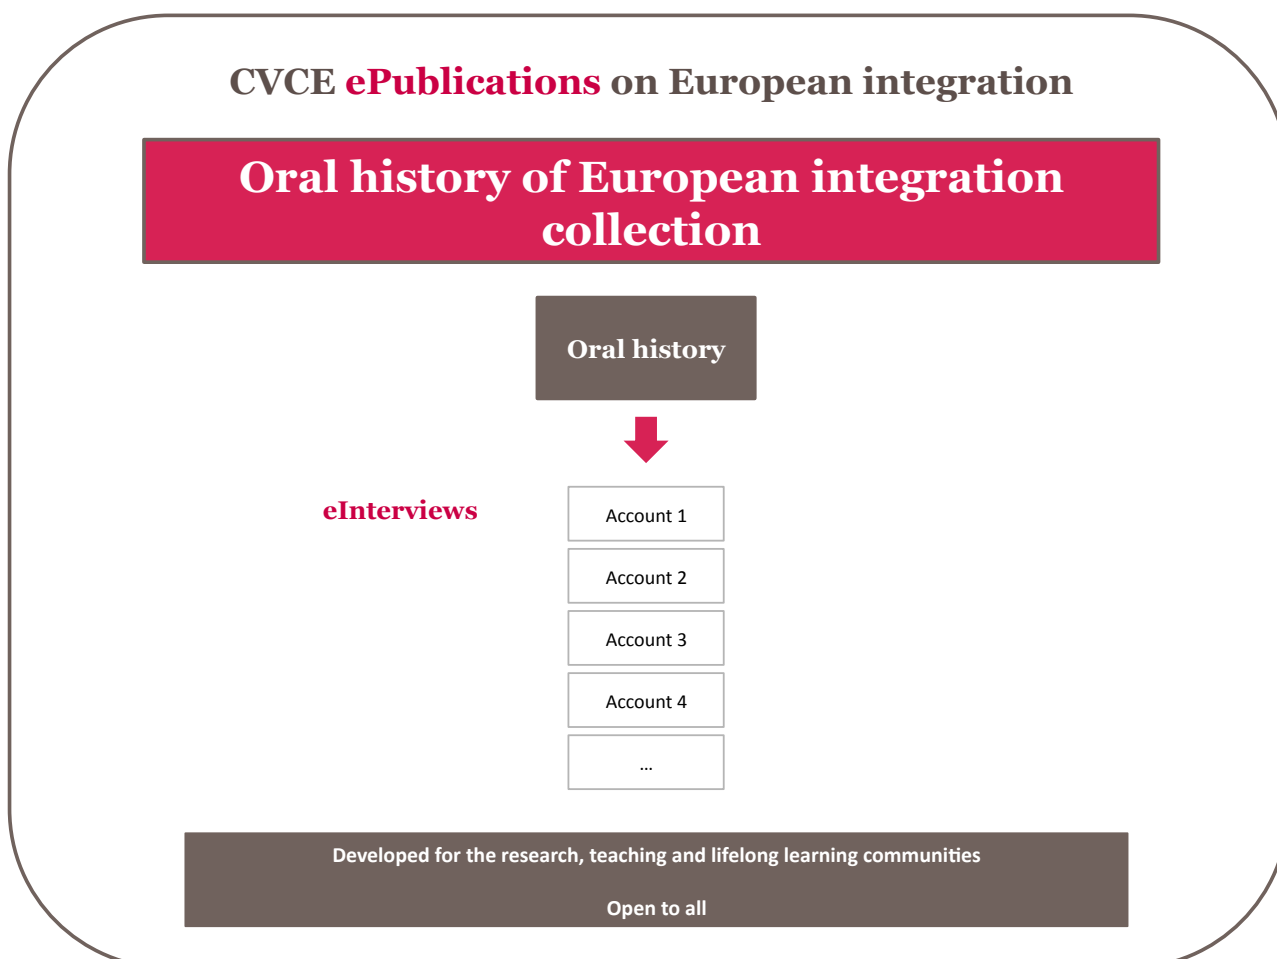 CVCE ePublications on European integration
Oral history of European integration
collection
Oral history
eInterviews
Account 1
Account 2
Account 3
Account 4
...
Developed for the research, teaching and lifelong learning communities
Open to all